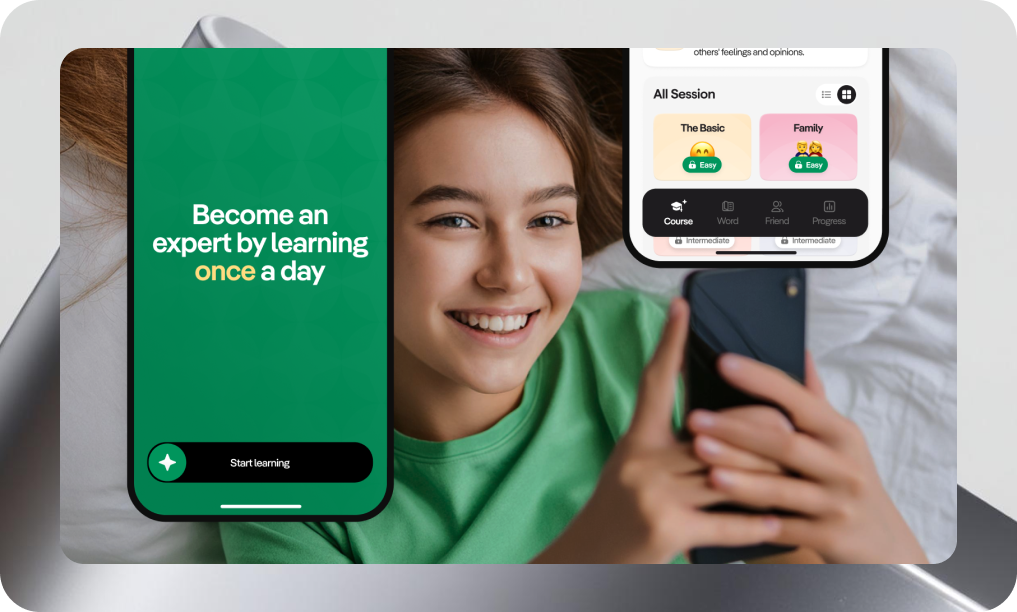 Become an
expert by learning
once a day
Start learning
others' feelings and opinions.
All Session
The Basic
Family
Easy
Easy
Course
Word
Friend
Progress
Intermediate
Intermediate